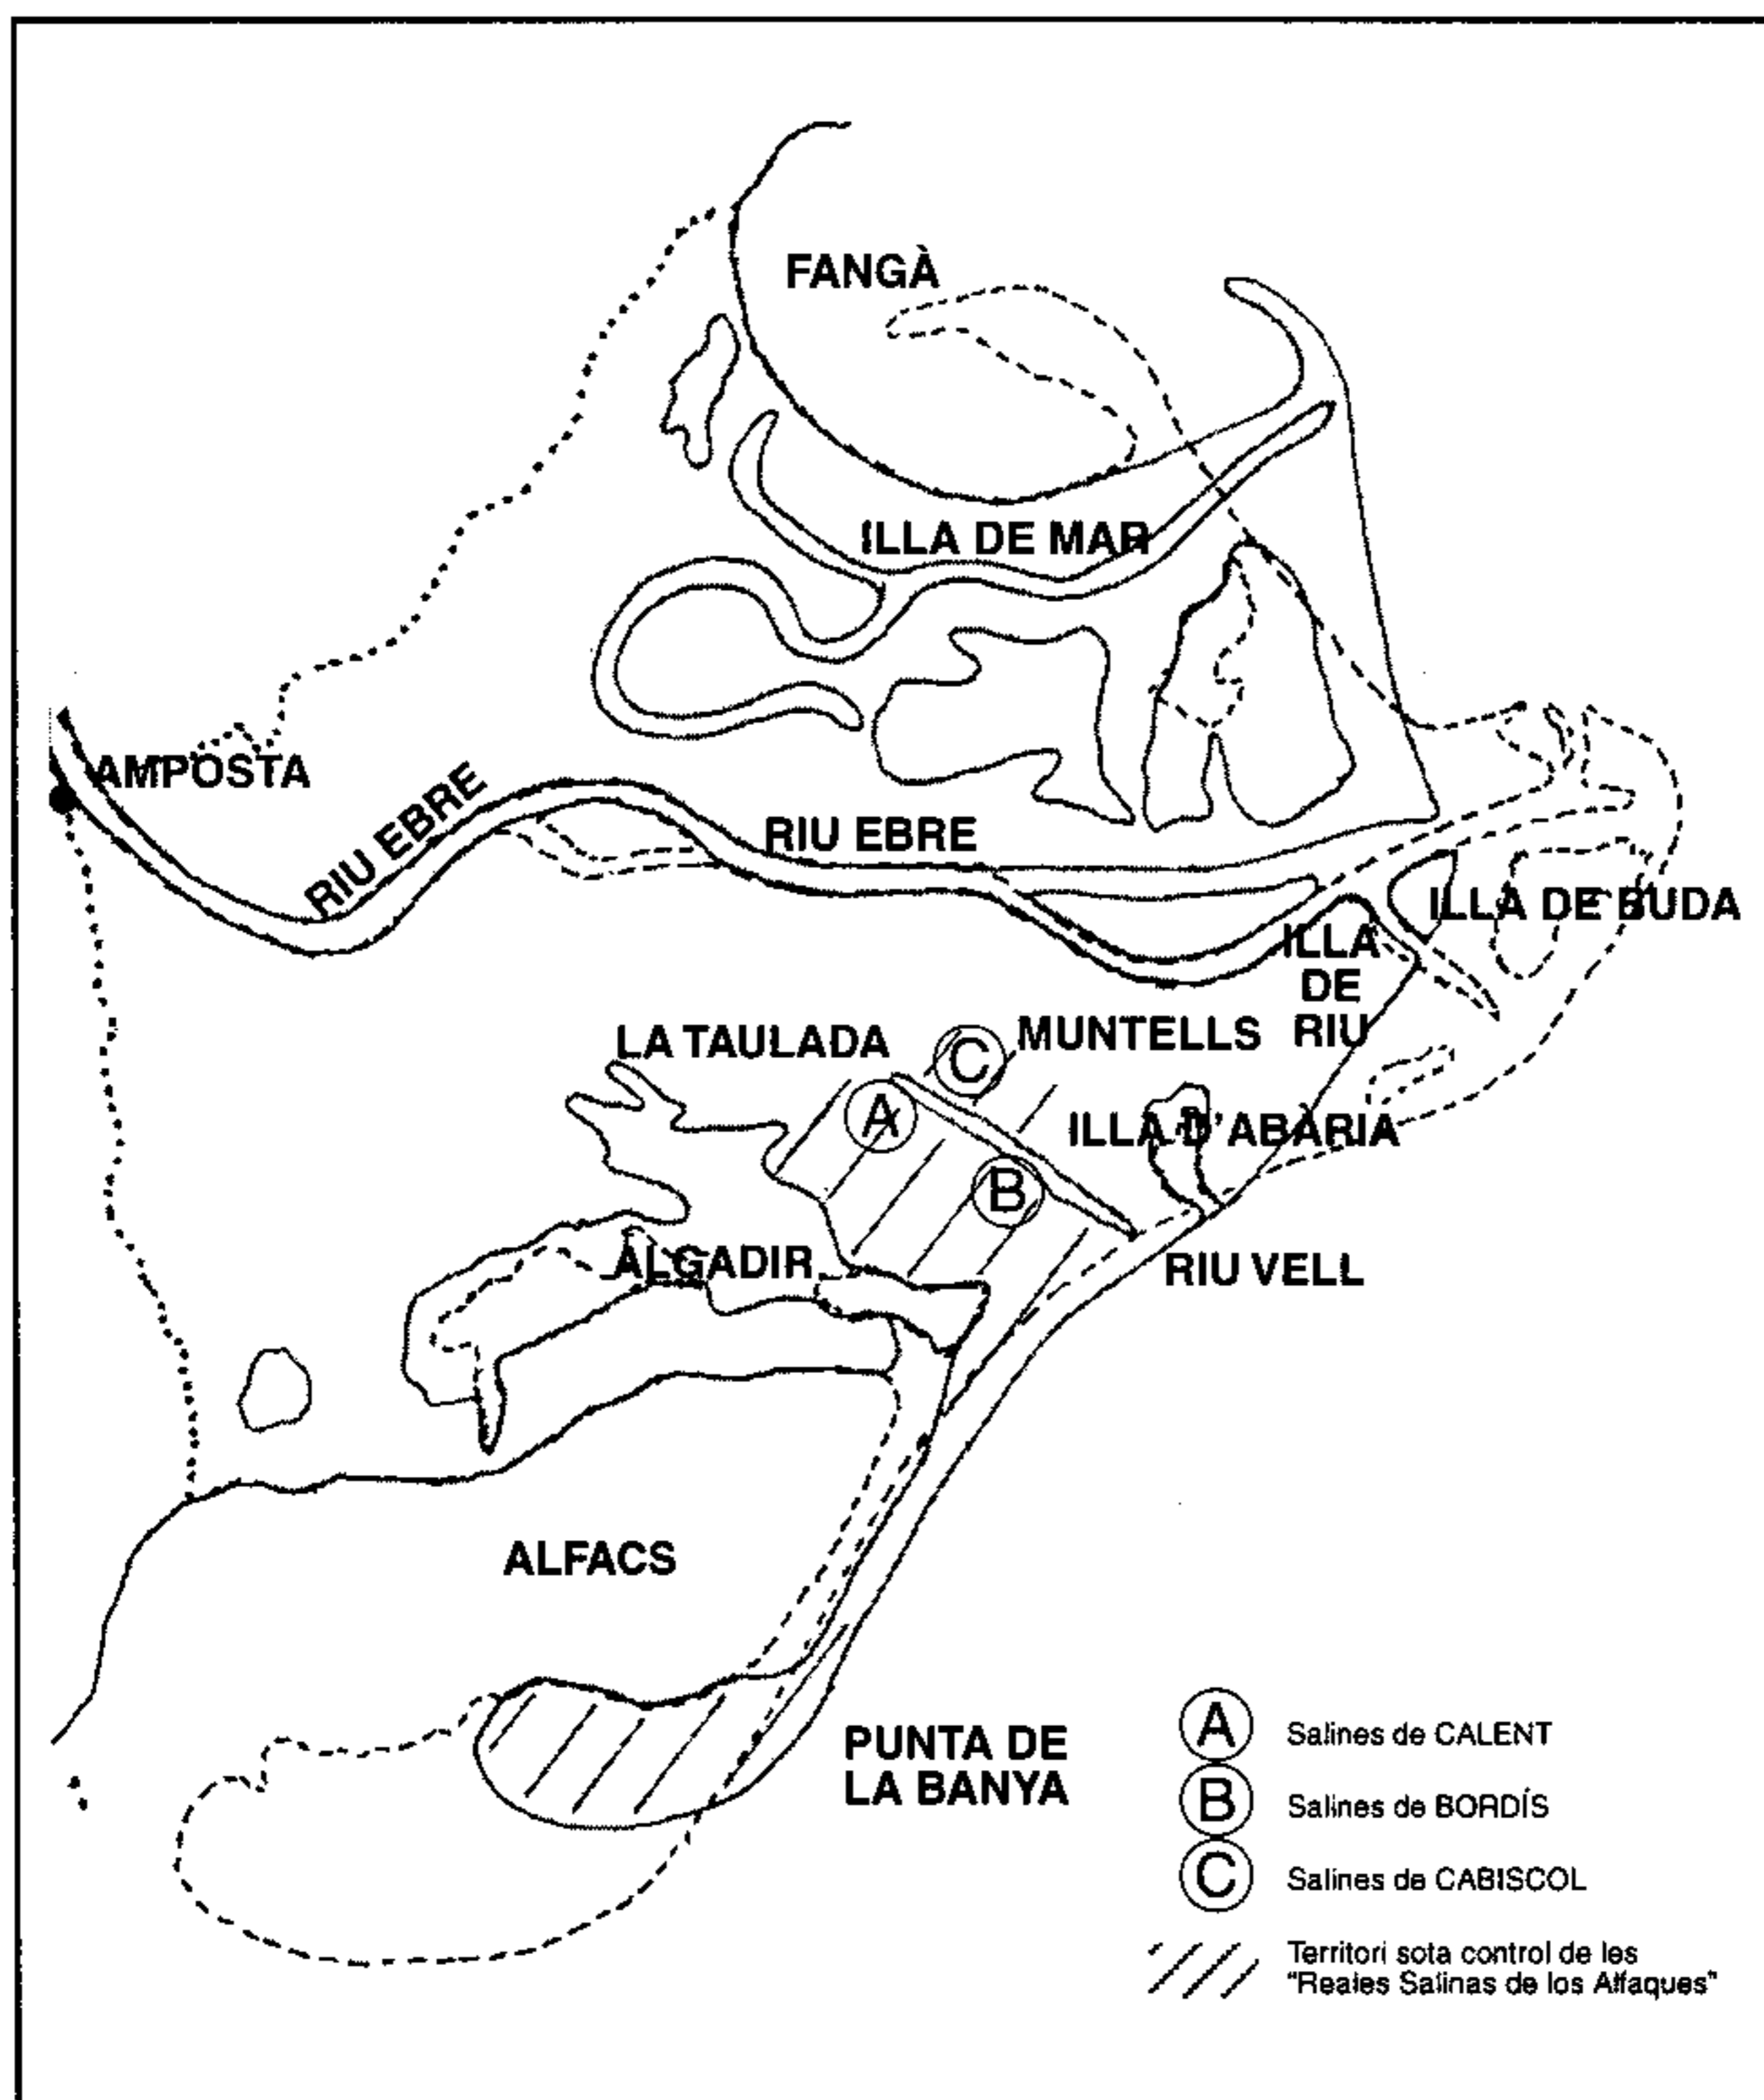 FANGÀ
ILLA DE MAR
AMPOSTA
RIU EBRE
RIU EBRE
ILLA DE BUDA
ILLA
DE
RIU
LA TAULADA
C
MUNTELLS
A
ILLA D'ABÀRIA
B
ALGADIR
RIU VELL
ALFACS
PUNTA DE
LA BANYA
A Salines de CALENT
B Salines de BORDÍS
C Salines de CABISCOL
Territori sota control de les
"Reales Salinas de los Alfaques"